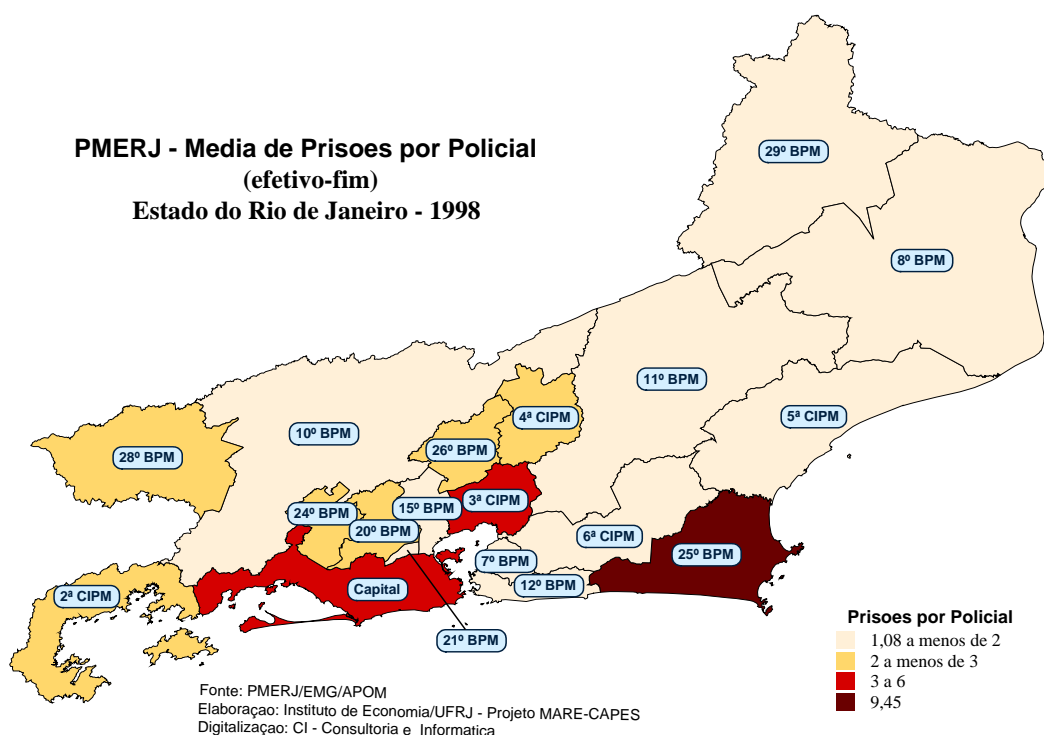 PMERJ - Media de Prisoes por Policial
(efetivo-fim)
Estado do Rio de Janeiro - 1998
29º BPM
8º BPM
11º BPM
5ª CIPM
4ª CIPM
10º BPM
26º BPM
28º BPM
3ª CIPM
15º BPM
24º BPM
20º BPM
6ª CIPM
25º BPM
7º BPM
12º BPM
Capital
2ª CIPM
21º BPM
Prisoes por Policial
1,08 a menos de 2
2 a menos de 3
3 a 6
9,45
Fonte: PMERJ/EMG/APOM
Elaboraçao: Instituto de Economia/UFRJ - Projeto MARE-CAPES
Digitalizaçao: CI - Consultoria e Informatica